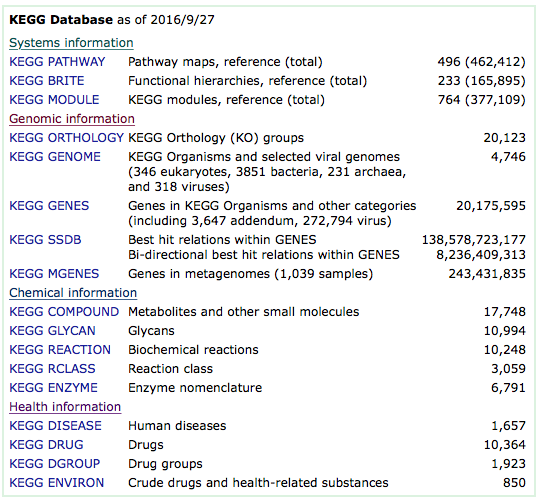 KEGG Database as of 2016/9/27
Systems information
KEGG PATHWAY Pathway maps, reference (total) 496 (462,412)
KEGG BRITE Functional hierarchies, reference (total) 233 (165,895)
KEGG MODULE KEGG modules, reference (total) 764 (377,109)
Genomic information
KEGG ORTHOLOGY KEGG Orthology (KO) groups 20,123
KEGG GENOME KEGG Organisms and selected viral genomes 4,746
(346 eukaryotes, 3851 bacteria, 231 archaea,
and 318 viruses)
KEGG GENES Genes in KEGG Organisms and other categories 20,175,595
(including 3,647 addendum, 272,794 virus)
KEGG SSDB Best hit relations within GENES 138,578,723,177
Bi-directional best hit relations within GENES 8,236,409,313
KEGG MGENES Genes in metagenomes (1,039 samples) 243,431,835
Chemical information
KEGG COMPOUND Metabolites and other small molecules 17,748
KEGG GLYCAN Glycans 10,994
KEGG REACTION Biochemical reactions 10,248
KEGG RCLASS Reaction class 3,059
KEGG ENZYME Enzyme nomenclature 6,791
Health information
KEGG DISEASE Human diseases 1,657
KEGG DRUG Drugs 10,364
KEGG DGROUP Drug groups 1,923
KEGG ENVIRON Crude drugs and health-related substances 850